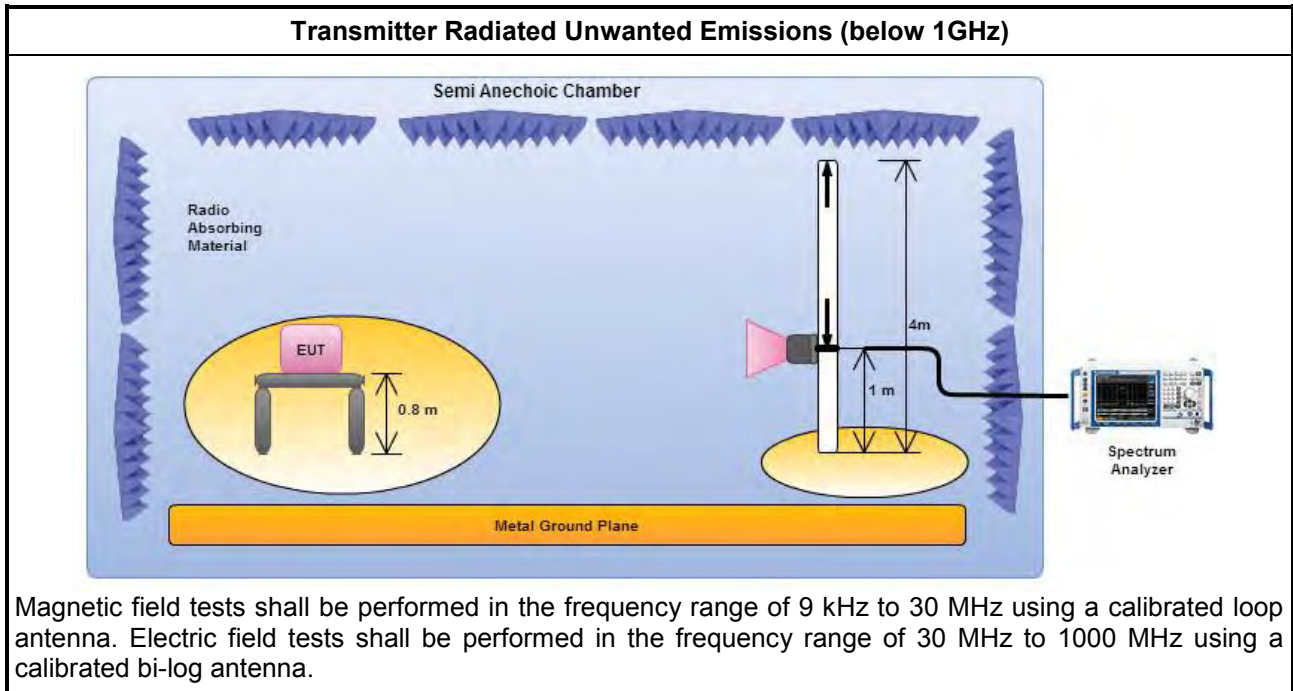 Transmitter Radiated Unwanted Emissions (below 1GHz)
Semi Anechoic Chamber
Radio
Absorbing
Material
EUT
0.8 m
4m
1 m
Spectrum
Analyzer
Metal Ground Plane
Magnetic field tests shall be performed in the frequency range of 9 kHz to 30 MHz using a calibrated loop
antenna. Electric field tests shall be performed in the frequency range of 30 MHz to 1000 MHz using a
calibrated bi-log antenna.